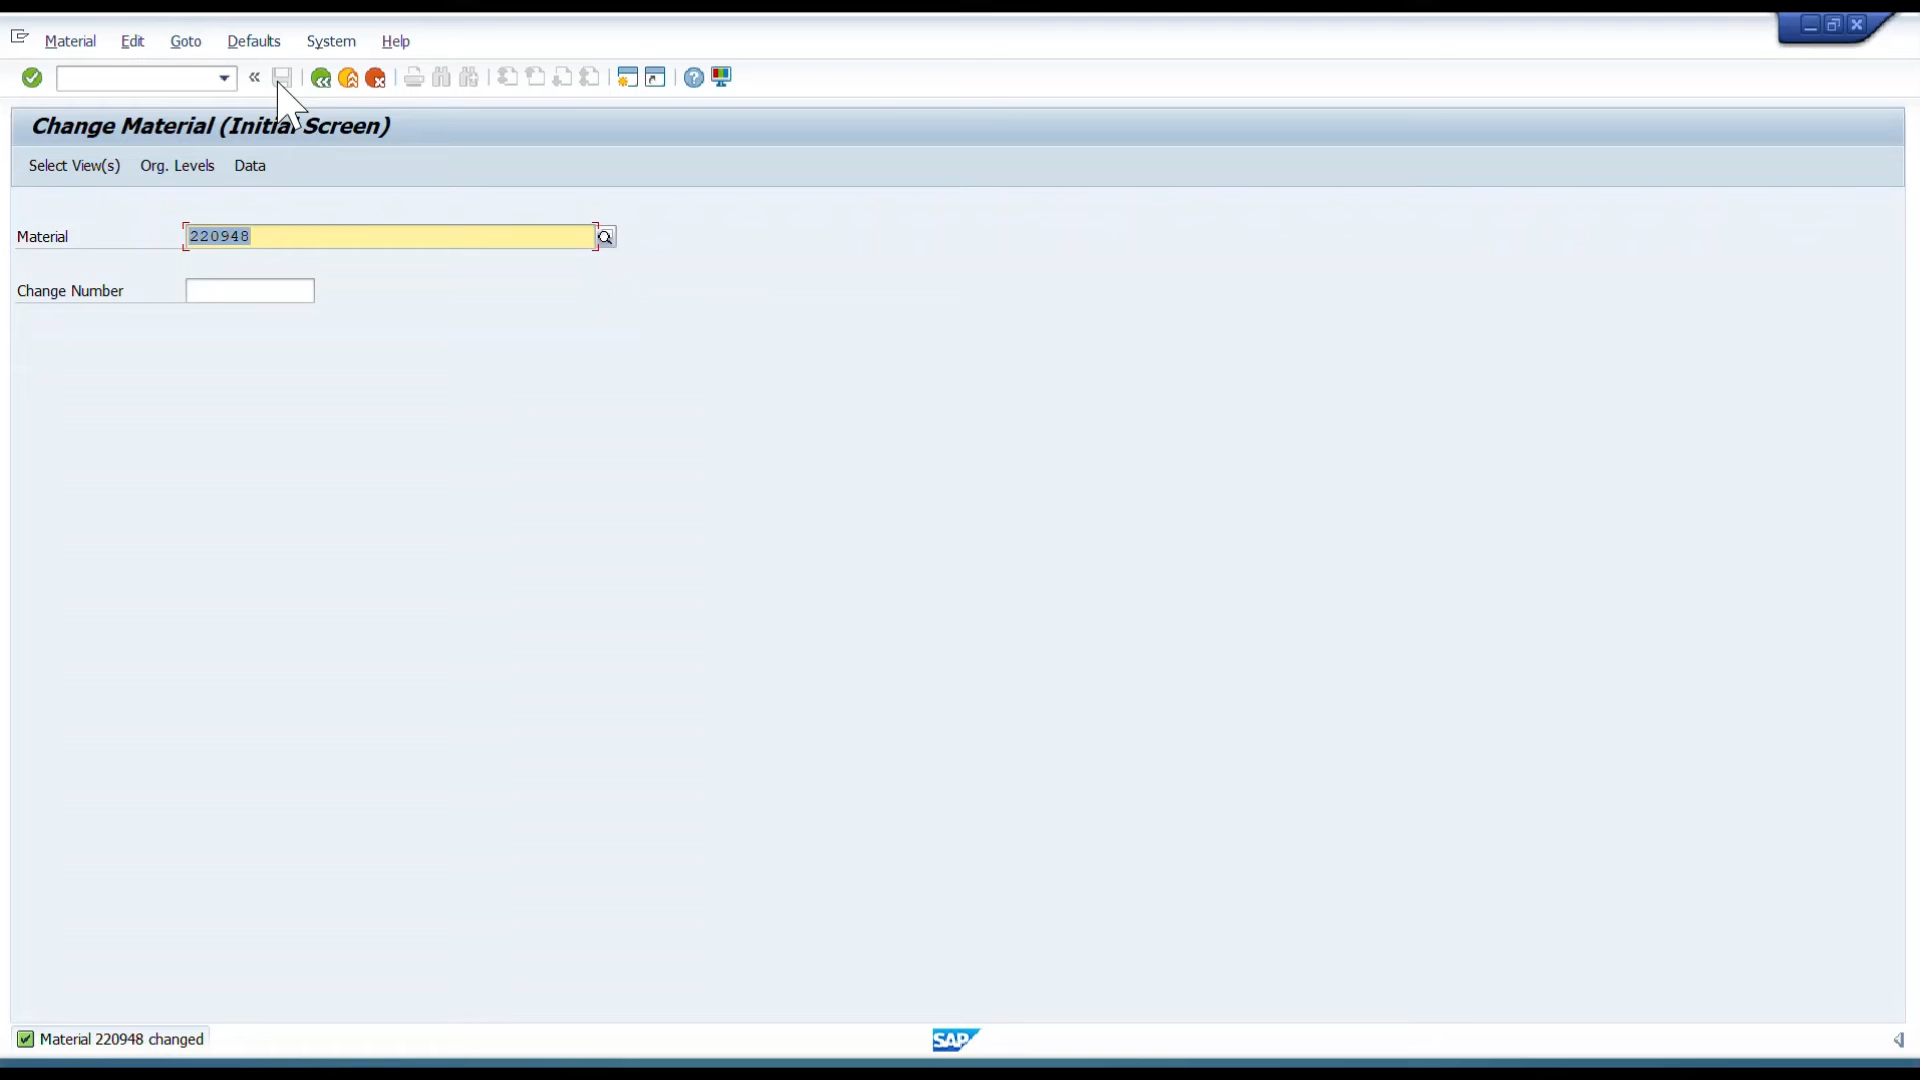 Material Edit Goto Defaults System Help
Change Material (Initial Screen)
Select View(s) Org. Levels Data
Material 220948
Change Number
Material 220948 changed
SAP